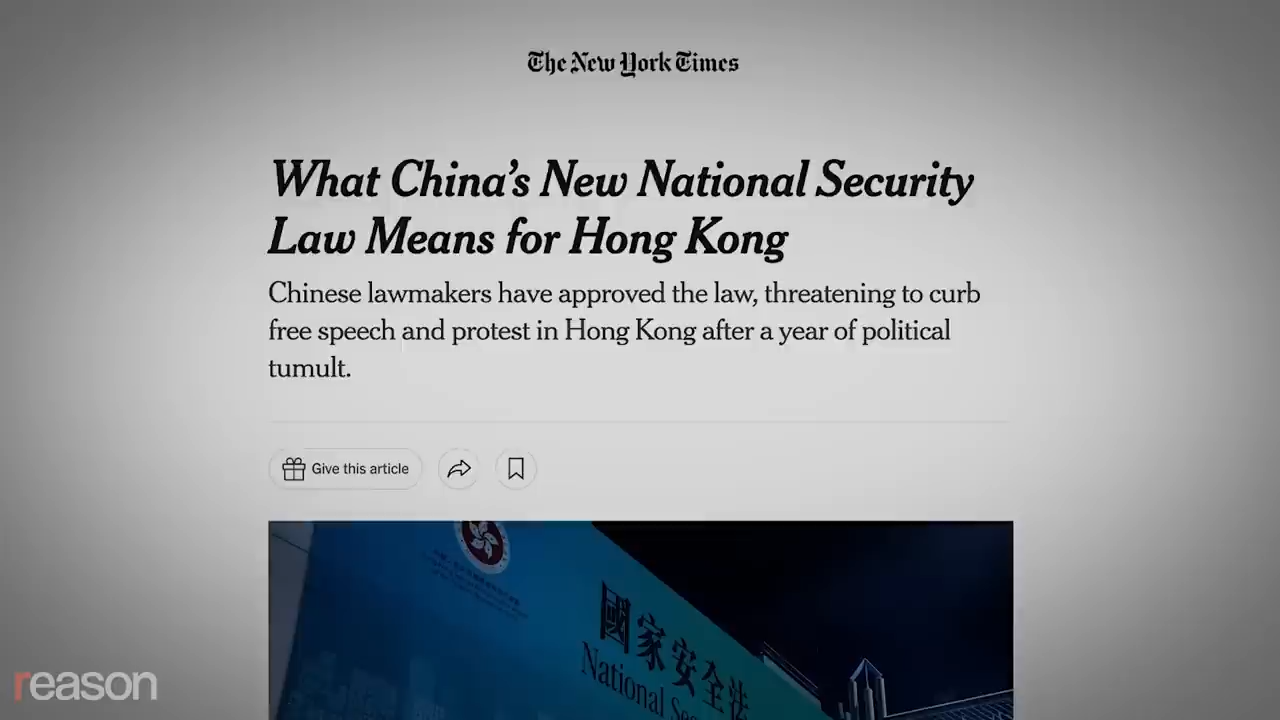 The New York Times
What China's New National Security
Law Means for Hong Kong
Chinese lawmakers have approved the law, threatening to curb
free speech and protest in Hong Kong after a year of political
tumult.
Give this article
國家安全法
National
reason